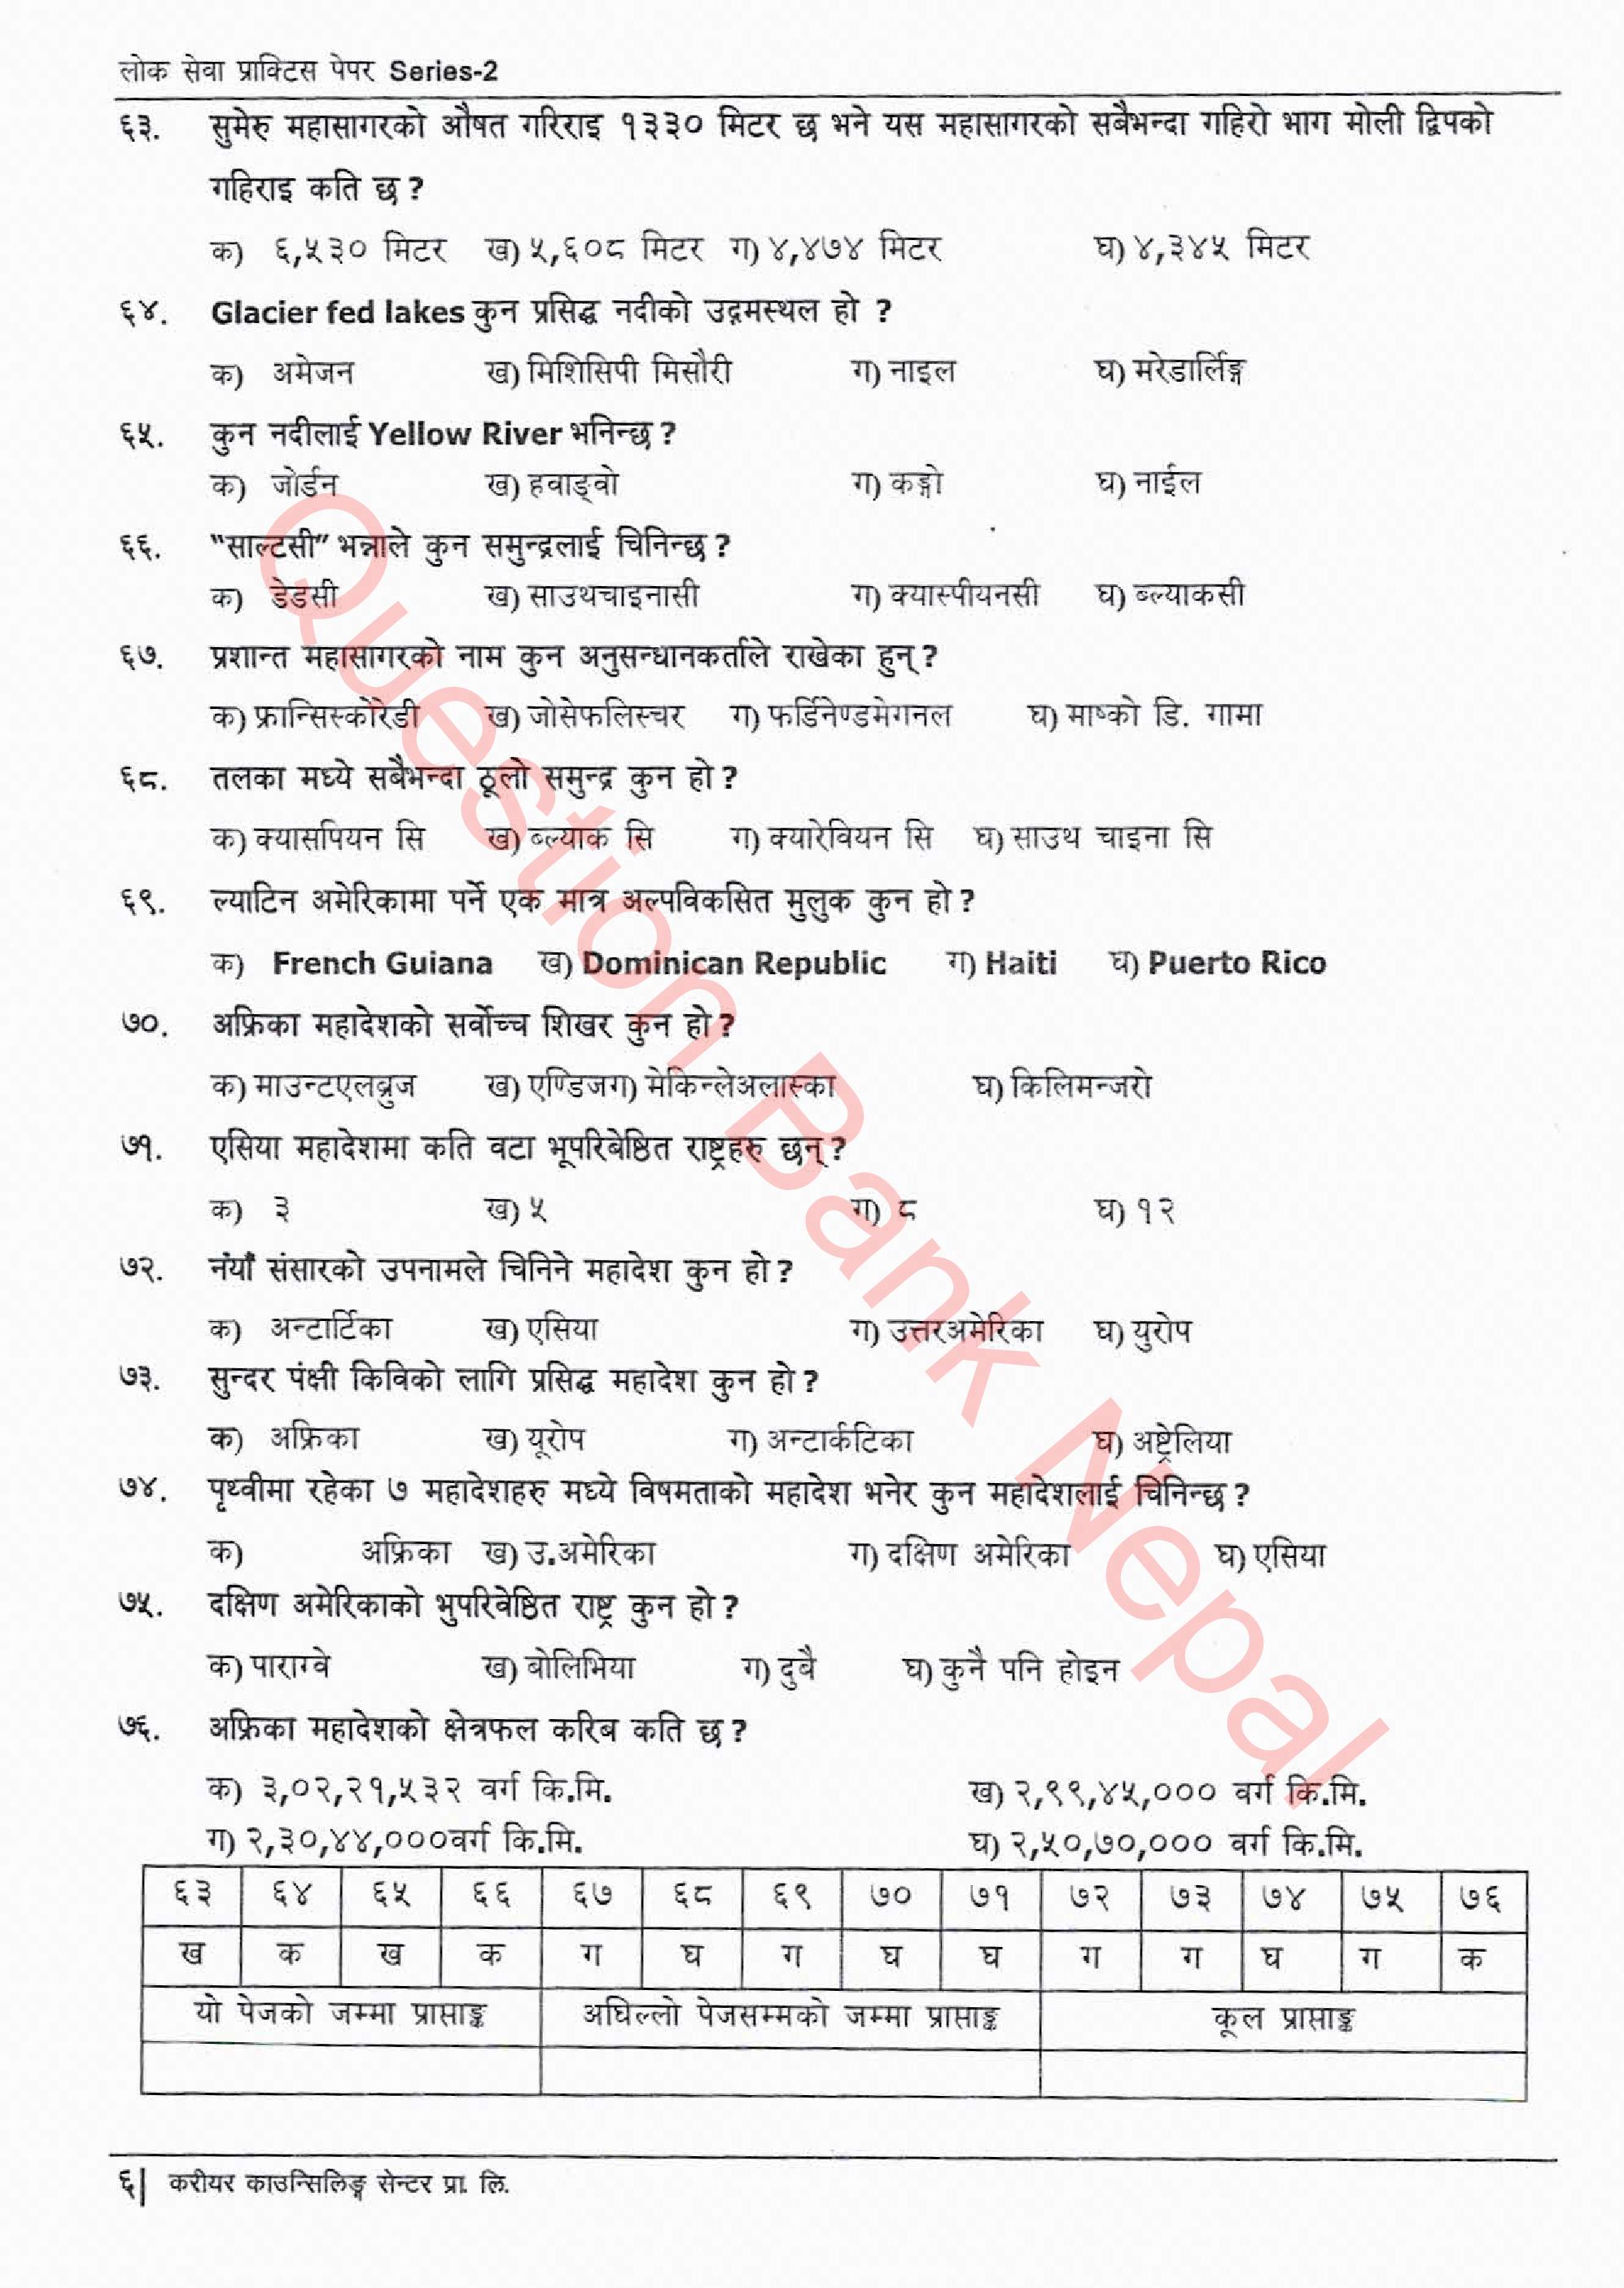 लोक सेवा प्राक्टिस पेपर Series-2
६३. सुमेरु महासागरको औषत गरिराइ १३३० मिटर छ भने यस महासागरको सबैभन्दा गहिरो भाग मोली द्विपको
गहिराइ कति छ ?
क) ६,५३० मिटर ख) ५,६०८ मिटर ग) ४,४७४ मिटर घ) ४,३४५ मिटर
६४. Glacier fed lakes कुन प्रसिद्ध नदीको उद्गमस्थल हो ?
क) अमेजन ख) मिशिसिपी मिसौरी ग) नाइल घ) मरेडार्लिङ्ग
६५. कुन नदीलाई Yellow River भनिन्छ ?
क) जोर्डन ख) हवाङ्वो ग) कङ्गो घ) नाईल
६६. "साल्टसी" भन्नाले कुन समुन्द्रलाई चिनिन्छ ?
क) डेडसी ख) साउथचाइनासी ग) क्यास्पीयनसी घ) ब्ल्याकसी
६७. प्रशान्त महासागरको नाम कुन अनुसन्धानकर्ताले राखेका हुन् ?
क) फ्रान्सिस्कोरेडी ख) जोसेफलिस्चर ग) फर्डिनेण्डमेगनल घ) माष्को डि. गामा
६८. तलका मध्ये सबैभन्दा ठूलो समुन्द्र कुन हो ?
क) क्यासपियन सि ख) ब्ल्याक सि ग) क्यारेवियन सि घ) साउथ चाइना सि
६९. ल्याटिन अमेरिकामा पर्ने एक मात्र अल्पविकसित मुलुक कुन हो ?
क) French Guiana ख) Dominican Republic ग) Haiti घ) Puerto Rico
७०. अफ्रिका महादेशको सर्वोच्च शिखर कुन हो ?
क) माउन्टएलब्रुज ख) एण्डिजग) मेकिन्लेअलास्का घ) किलिमन्जरो
७१. एसिया महादेशमा कति वटा भूपरिबेष्ठित राष्ट्रहरु छन् ?
क) ३ ख) ५ ग) ८ घ) १२
७२. नंयाँ संसारको उपनामले चिनिने महादेश कुन हो ?
क) अन्टार्टिका ख) एसिया ग) उत्तरअमेरिका घ) युरोप
७३. सुन्दर पंक्षी किविको लागि प्रसिद्ध महादेश कुन हो ?
क) अफ्रिका ख) यूरोप ग) अन्टार्कटिका घ) अष्ट्रेलिया
७४. पृथ्वीमा रहेका ७ महादेशहरु मध्ये विषमताको महादेश भनेर कुन महादेशलाई चिनिन्छ ?
क) अफ्रिका ख) उ.अमेरिका ग) दक्षिण अमेरिका घ) एसिया
७५. दक्षिण अमेरिकाको भुपरिवेष्ठित राष्ट्र कुन हो ?
क) पाराग्वे ख) बोलिभिया ग) दुबै घ) कुनै पनि होइन
७६. अफ्रिका महादेशको क्षेत्रफल करिब कति छ ?
क) ३,०२,२१,५३२ वर्ग कि.मि. ख) २,९९,४५,००० वर्ग कि.मि.
ग) २,३०,४४,०००वर्ग कि.मि. घ) २,५०,७०,००० वर्ग कि.मि.
६३ ६४ ६५ ६६ ६७ ६८ ६९ ७० ७१ ७२ ७३ ७४ ७५ ७६
ख क ख क ग घ ग घ घ ग ग घ ग क
यो पेजको जम्मा प्राप्ताङ्क अघिल्लो पेजसम्मको जम्मा प्राप्ताङ्क कूल प्राप्ताङ्क
६| करीयर काउन्सिलिङ्ग सेन्टर प्रा. लि.
Question Bank Nepal